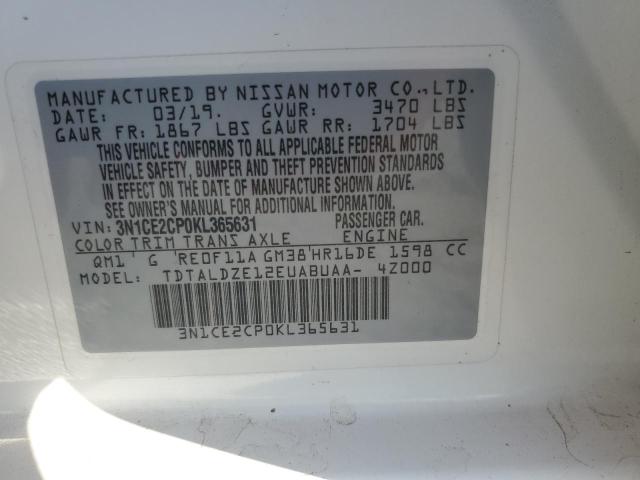 MANUFACTURED BY NISSAN MOTOR CO., LTD.
DATE: 03/19. GVWR: 3470 LBS
GAWR FR: 1867 LBS GAWR RR: 1704 LBS
THIS VEHICLE CONFORMS TO ALL APPLICABLE FEDERAL MOTOR
VEHICLE SAFETY, BUMPER AND THEFT PREVENTION STANDARDS
IN EFFECT ON THE DATE OF MANUFACTURE SHOWN ABOVE.
SEE OWNER'S MANUAL FOR ADDITIONAL INFORMATION.
VIN: 3N1CE2CP0KL365631 PASSENGER CAR.
COLOR TRIM TRANS AXLE ENGINE
QM1' G 'RE0F11A GM38'HR16DE 1598 CC
MODEL: TDTALDZE12EUABUAA- 4Z000
3N1CE2CP0KL365631